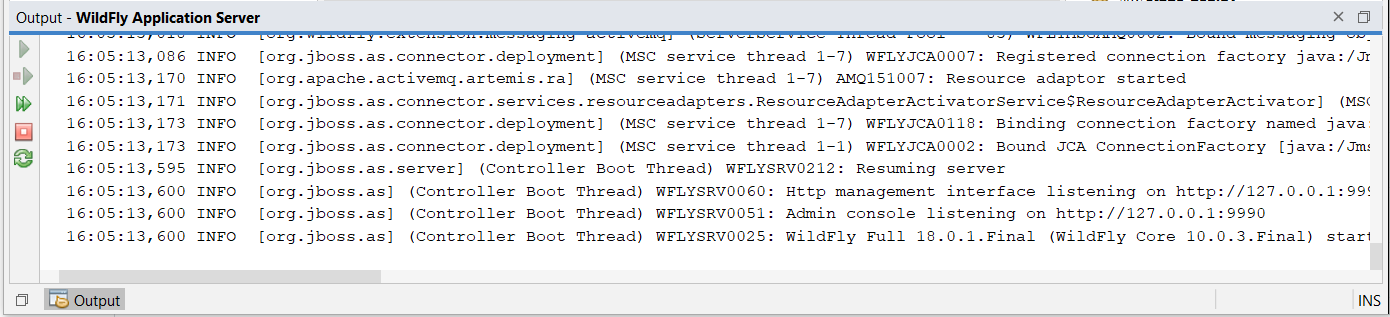 Output - WildFly Application Server
16:05:13,086 INFO  [org.jboss.as.connector.deployment] (MSC service thread 1-7) WFLYJCA0007: Registered connection factory java:/Jm
16:05:13,170 INFO  [org.apache.activemq.artemis.ra] (MSC service thread 1-7) AMQ151007: Resource adaptor started
16:05:13,171 INFO  [org.jboss.as.connector.services.resourceadapters.ResourceAdapterActivatorService$ResourceAdapterActivator] (MSC
16:05:13,173 INFO  [org.jboss.as.connector.deployment] (MSC service thread 1-7) WFLYJCA0118: Binding connection factory named java:
16:05:13,173 INFO  [org.jboss.as.connector.deployment] (MSC service thread 1-1) WFLYJCA0002: Bound JCA ConnectionFactory [java:/Jms
16:05:13,595 INFO  [org.jboss.as.server] (Controller Boot Thread) WFLYSRV0212: Resuming server
16:05:13,600 INFO  [org.jboss.as] (Controller Boot Thread) WFLYSRV0060: Http management interface listening on http://127.0.0.1:999
16:05:13,600 INFO  [org.jboss.as] (Controller Boot Thread) WFLYSRV0051: Admin console listening on http://127.0.0.1:9990
16:05:13,600 INFO  [org.jboss.as] (Controller Boot Thread) WFLYSRV0025: WildFly Full 18.0.1.Final (WildFly Core 10.0.3.Final) start
Output
INS